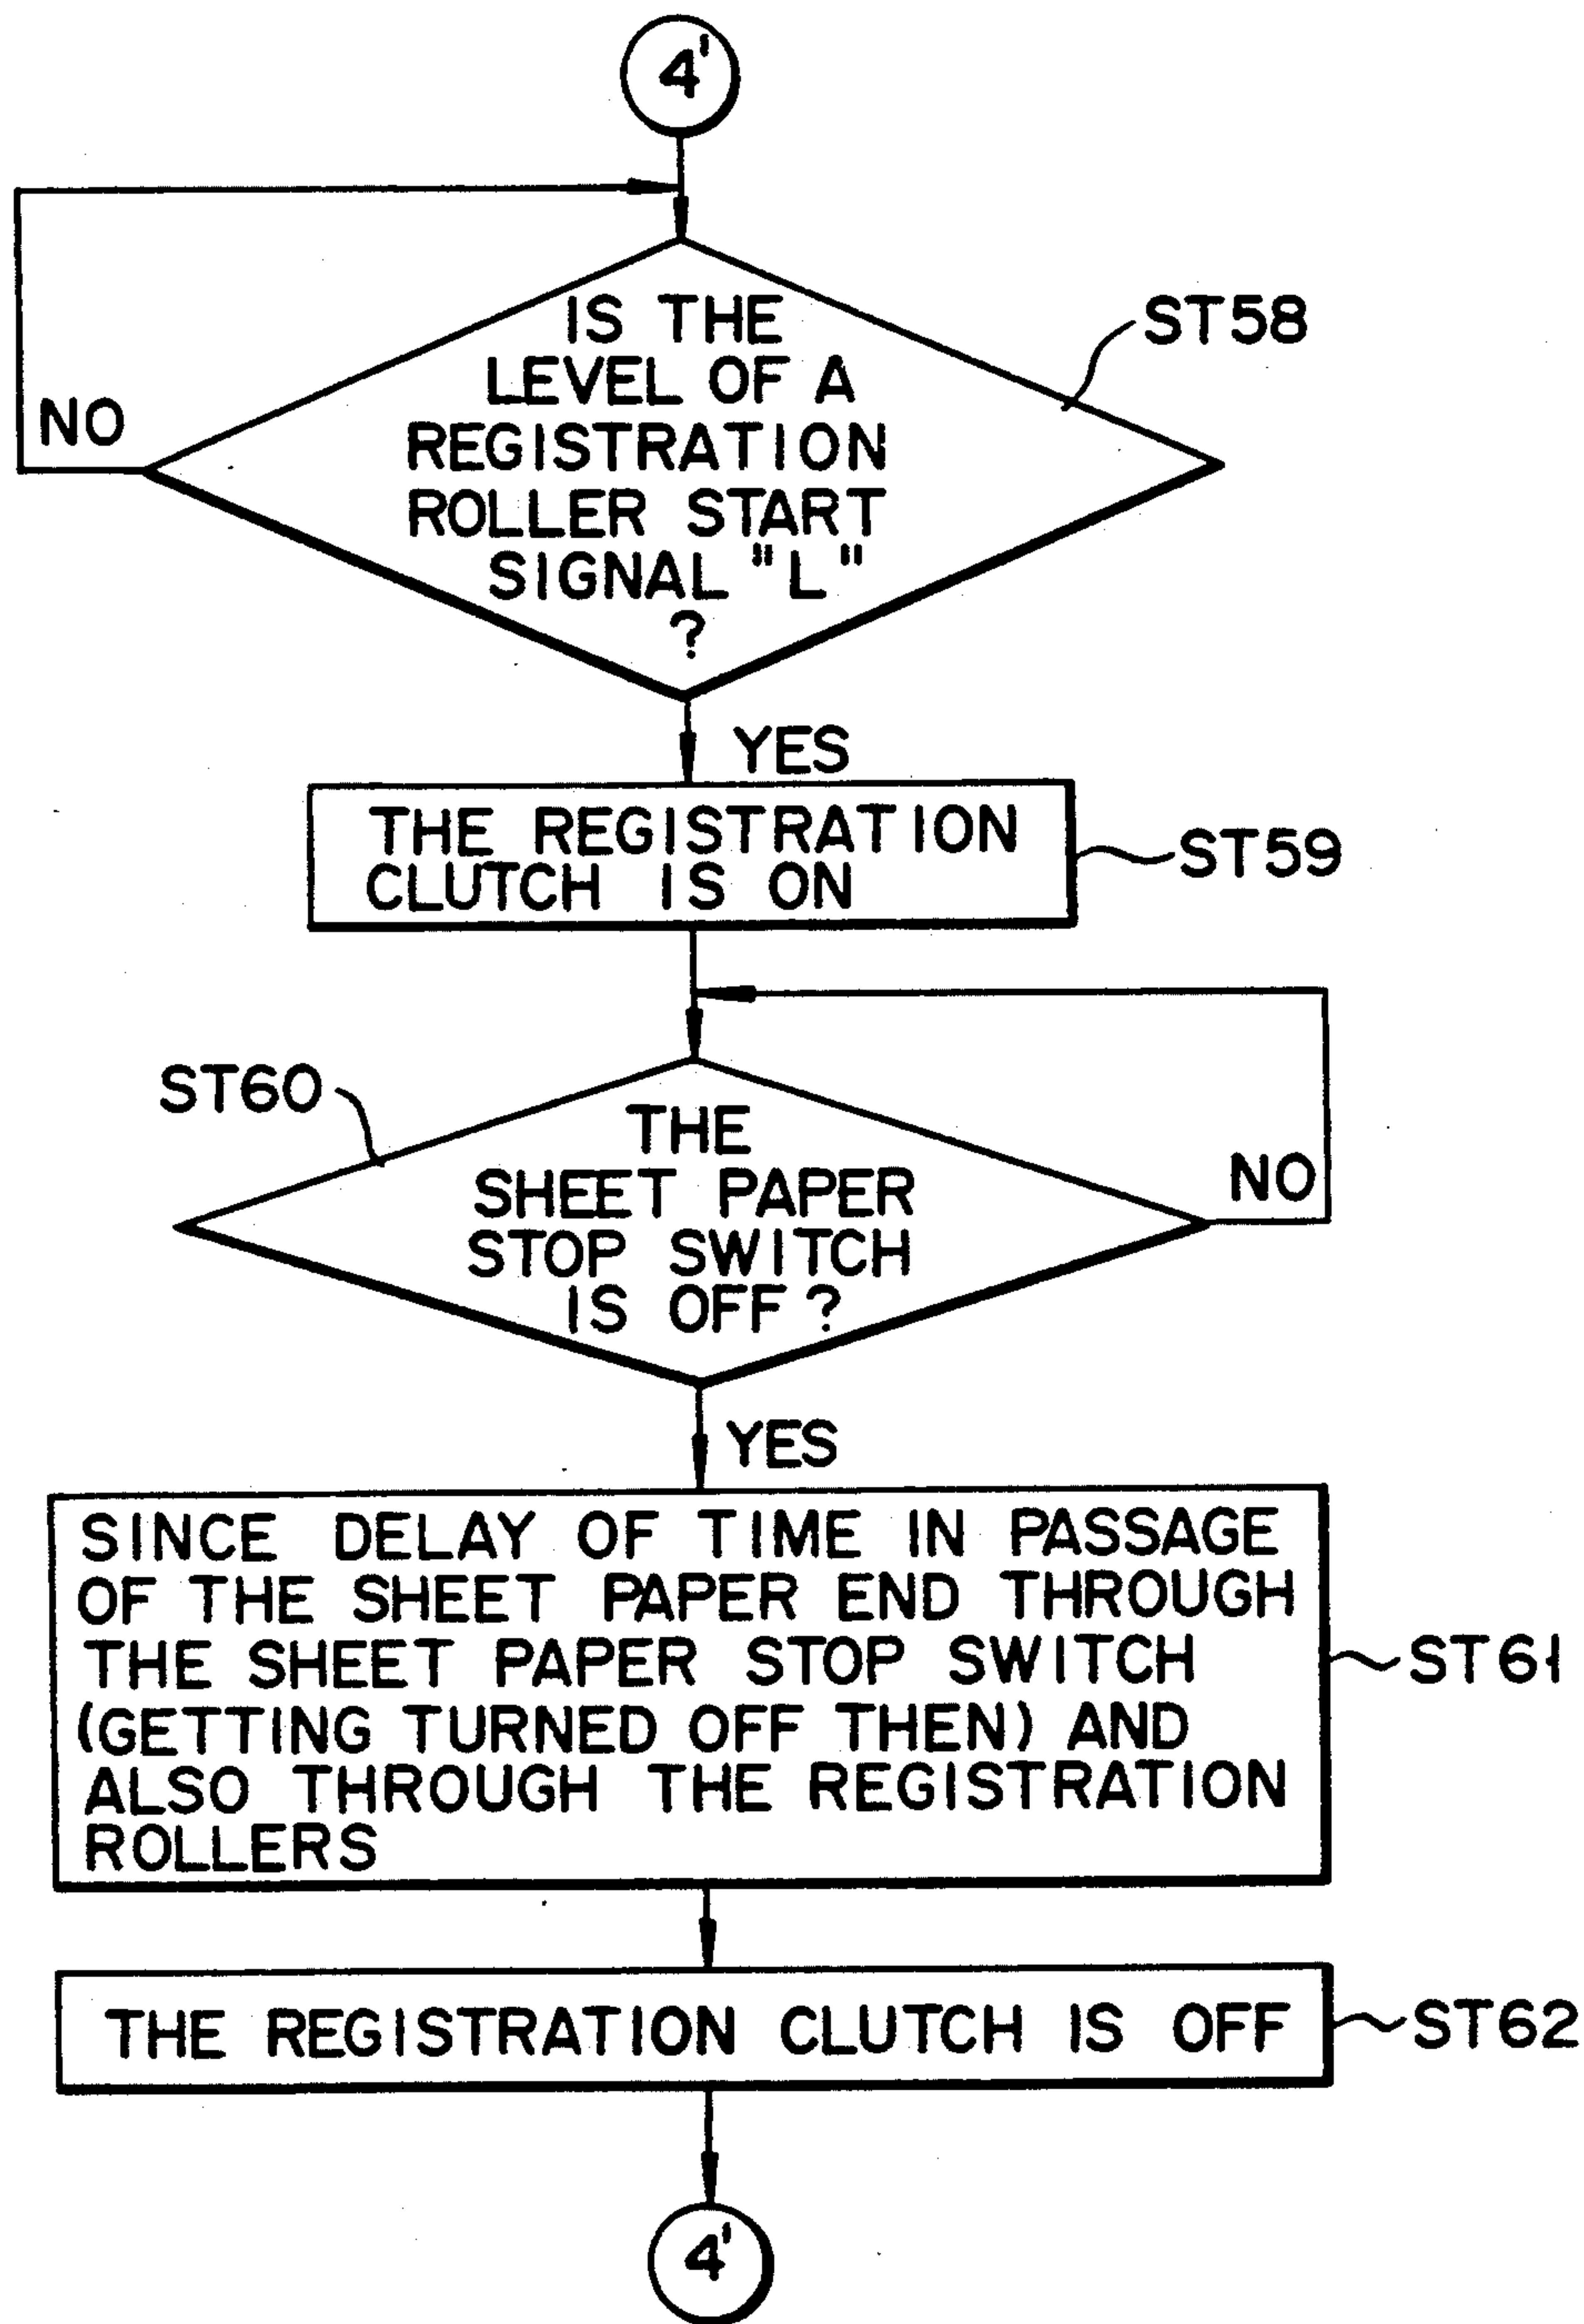 4'
IS THE
LEVEL OF A
REGISTRATION
ROLLER START
SIGNAL "L"
?
ST58
NO
YES
THE REGISTRATION
CLUTCH IS ON
ST59
ST60
THE
SHEET PAPER
STOP SWITCH
IS OFF?
NO
YES
SINCE DELAY OF TIME IN PASSAGE
OF THE SHEET PAPER END THROUGH
THE SHEET PAPER STOP SWITCH
(GETTING TURNED OFF THEN) AND
ALSO THROUGH THE REGISTRATION
ROLLERS
ST61
THE REGISTRATION CLUTCH IS OFF
ST62
4'